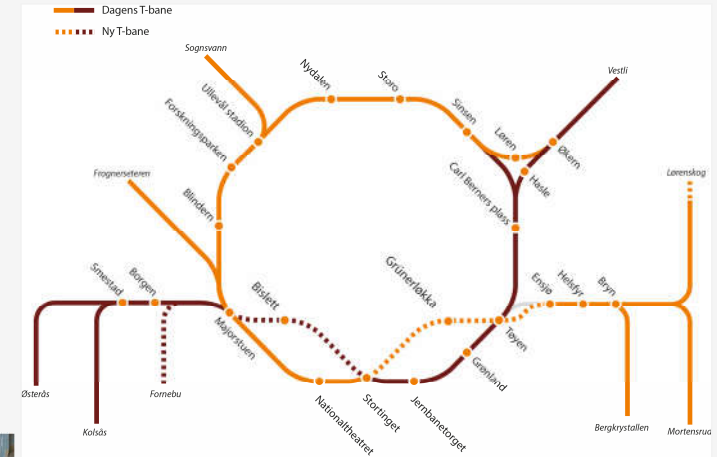 Dagens T-bane
Ny T-bane
Sognsvann
Nydalen
Storo
Vestli
Ullevål stadion
Sinsen
Forskningsparken
Løren
Økern
Hasle
Frognerseteren
Carl Berners plass
Lørenskog
Blindern
Smestad
Borgen
Bislett
Grünerløkka
Ensjø
Helsfyr
Bryn
Majorstuen
Tøyen
Grønland
Østerås
Fornebu
Nationaltheatret
Stortinget
Jernbanetorget
Kolsås
Bergkrystallen
Mortensrud